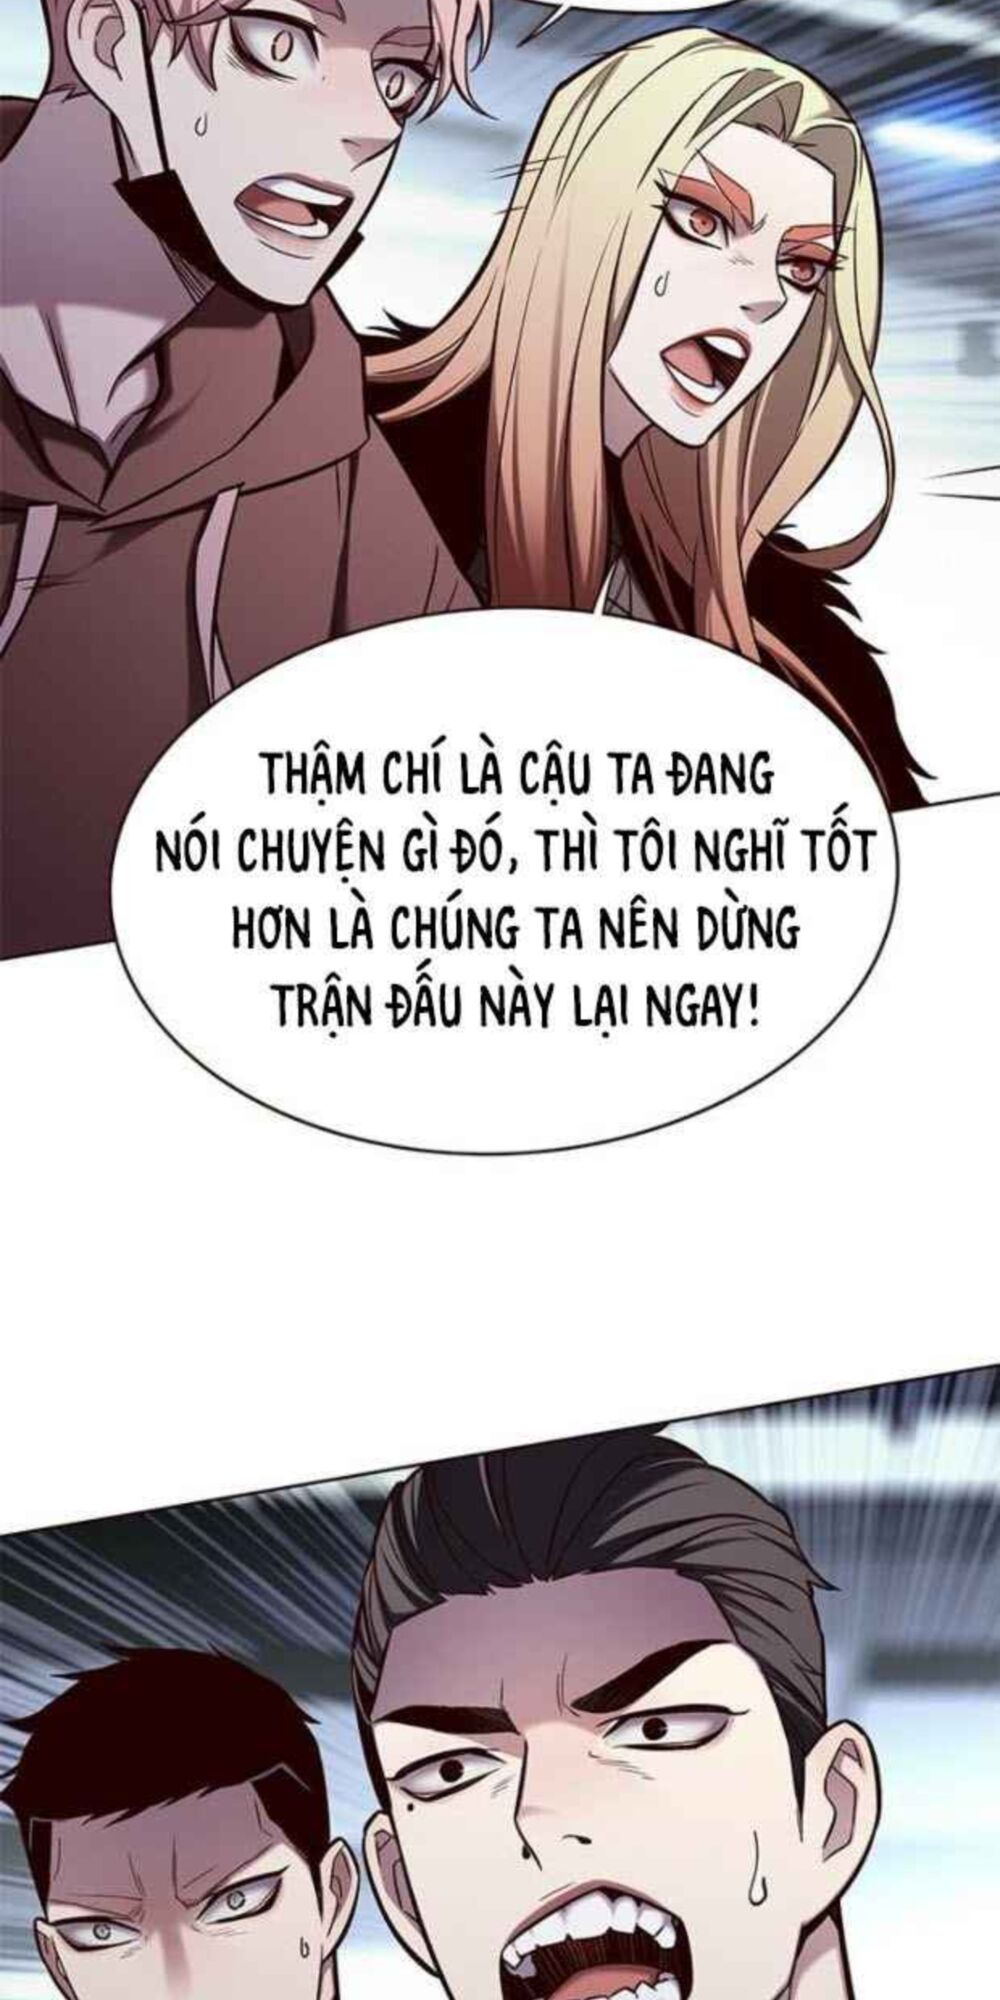 THẬM CHÍ LÀ CẬU TA ĐANG
NÓI CHUYỆN GÌ ĐÓ, THÌ TÔI NGHĨ TỐT
HƠN LÀ CHÚNG TA NÊN DỪNG
TRẬN ĐẤU NÀY LẠI NGAY!